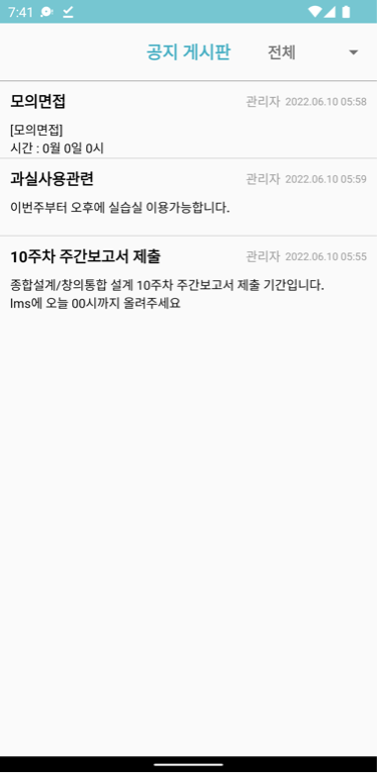 7:41
공지 게시판 전체
모의면접 관리자 2022.06.10 05:58
[모의면접]
시간 : 0월 0일 0시
과실사용관련 관리자 2022.06.10 05:59
이번주부터 오후에 실습실 이용가능합니다.
10주차 주간보고서 제출 관리자 2022.06.10 05:55
종합설계/창의통합 설계 10주차 주간보고서 제출 기간입니다.
lms에 오늘 00시까지 올려주세요